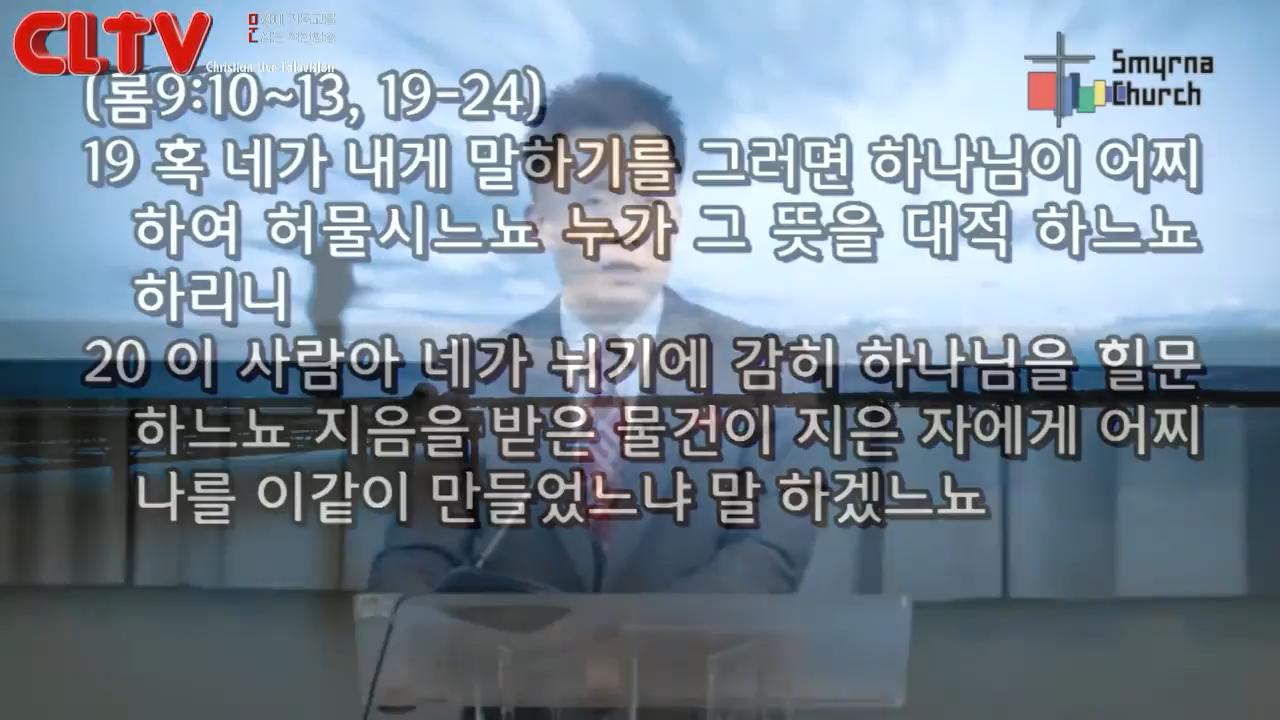 CLTV
Christian Live Television
Smyrna
Church
(롬9:10~13, 19-24)
19 혹 네가 내게 말하기를 그러면 하나님이 어찌
하여 허물시느뇨 누가 그 뜻을 대적 하느뇨
하리니
20 이 사람아 네가 뉘기에 감히 하나님을 힐문
하느뇨 지음을 받은 물건이 지은 자에게 어찌
나를 이같이 만들었느냐 말 하겠느뇨